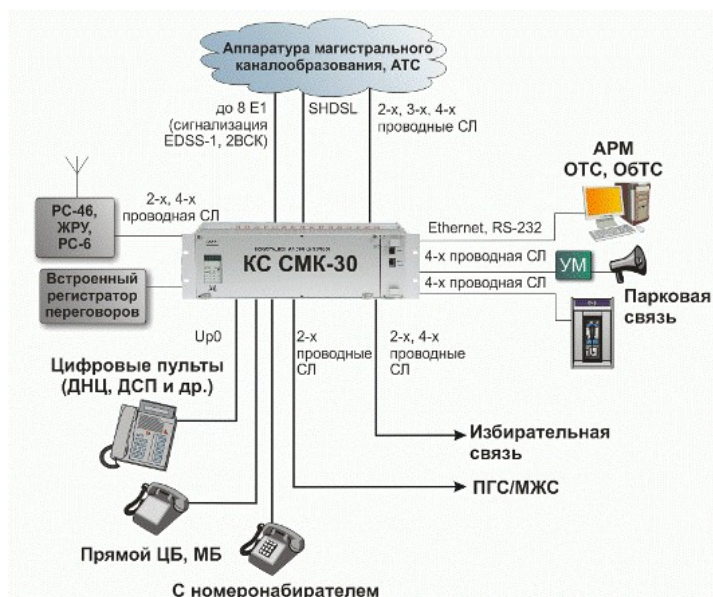 Аппаратура магистрального
каналообразования, АТС
до 8 Е1
(сигнализация
EDSS-1, 2ВСК)
SHDSL
2-х, 3-х, 4-х
проводные СЛ
АРМ
ОТС, ОбТС
РС-46,
ЖРУ,
РС-6
2-х, 4-х
проводная СЛ
Ethernet, RS-232
КС СМК-30
4-х проводная СЛ
УМ
4-х проводная СЛ
Парковая
связь
Встроенный
регистратор
переговоров
Up0
2-х
проводные
СЛ
2-х, 4-х
проводные
СЛ
Цифровые пульты
(ДНЦ, ДСП и др.)
Избирательная
связь
ПГС/МЖС
Прямой ЦБ, МБ
С номеронабирателем